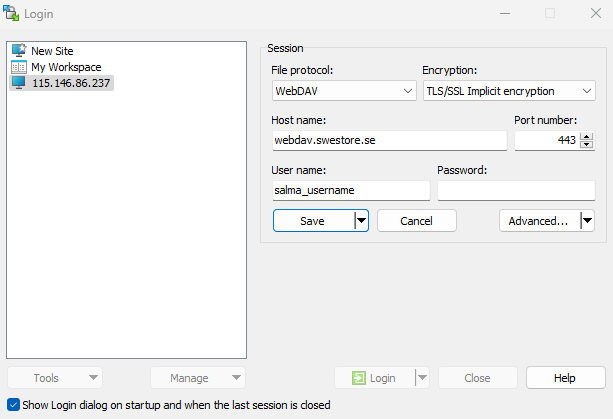 Login
New Site
My Workspace
115.146.86.237
Session
File protocol: Encryption:
WebDAV TLS/SSL Implicit encryption
Host name: Port number:
webdav.swestore.se 443
User name: Password:
salma_username
Save Cancel Advanced...
Tools Manage Login Close Help
Show Login dialog on startup and when the last session is closed